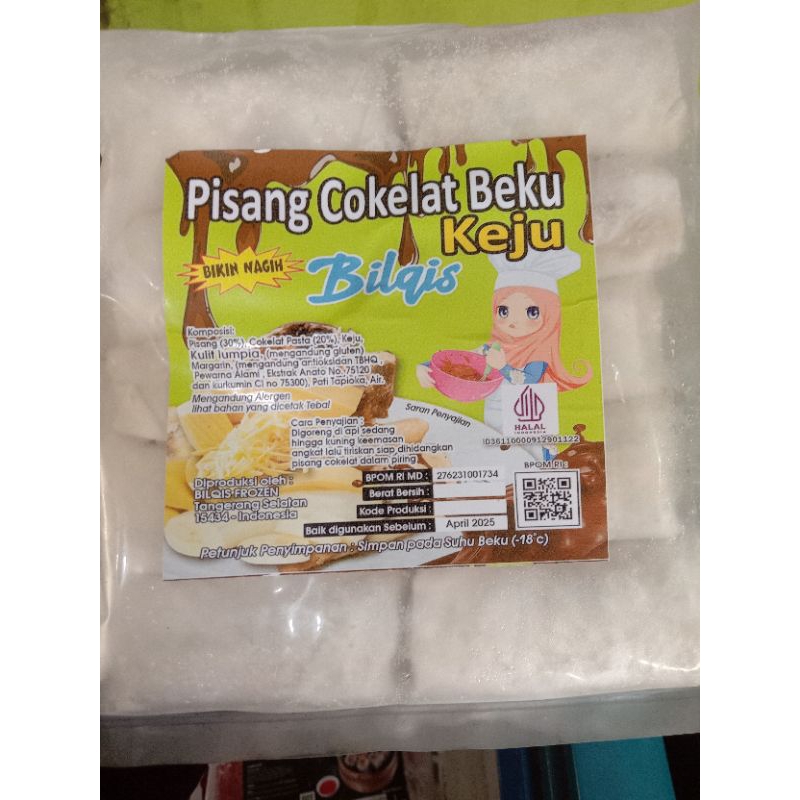 Pisang Cokelat Beku
Keju
BIKIN NAGIH
Bilqis
Komposisi:
Pisang (30%), Cokelat Pasta (20%), Keju,
Kulit lumpia, (mengandung gluten)
Margarin, (mengandung antioksidan TBHQ,
Pewarna Alami, Ekstrak Anato No. 75120
dan kurkumin CI no 75300), Pati Tapioka, Air.
Mengandung Alergen
lihat bahan yang dicetak Tebal
Saran Penyajian
Cara Penyajian :
Digoreng di api sedang
hingga kuning keemasan
angkat lalu tiriskan siap dihidangkan
pisang cokelat dalam piring
HALAL
INDONESIA
ID36110000912901122
Diproduksi oleh :
BILQIS FROZEN
Tangerang Selatan
15434 - Indonesia
BPOM RI MD : 276231001734
Berat Bersih :
Kode Produksi :
Baik digunakan Sebelum : April 2025
BPOM RI :
Petunjuk Penyimpanan : Simpan pada Suhu Beku (-18°c)